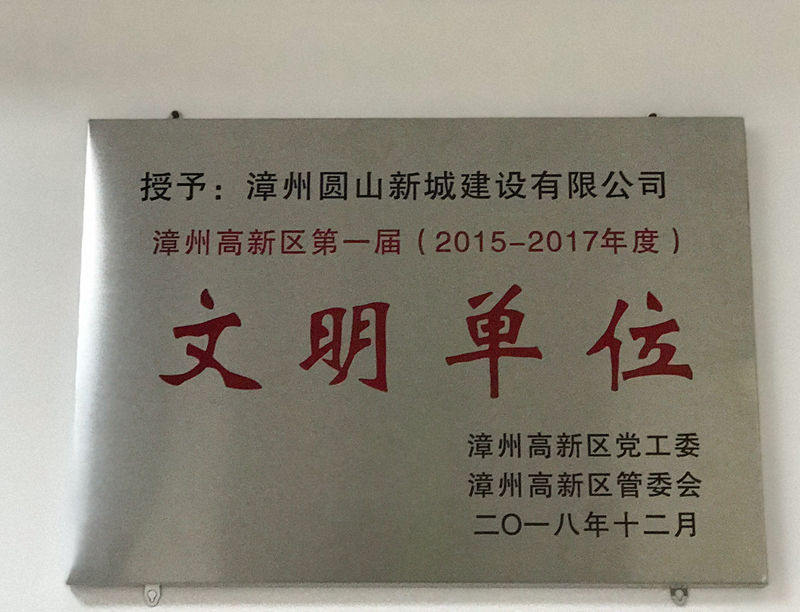 授予：漳州圆山新城建设有限公司
漳州高新区第一届（2015-2017年度）
文明单位
漳州高新区党工委
漳州高新区管委会
二〇一八年十二月